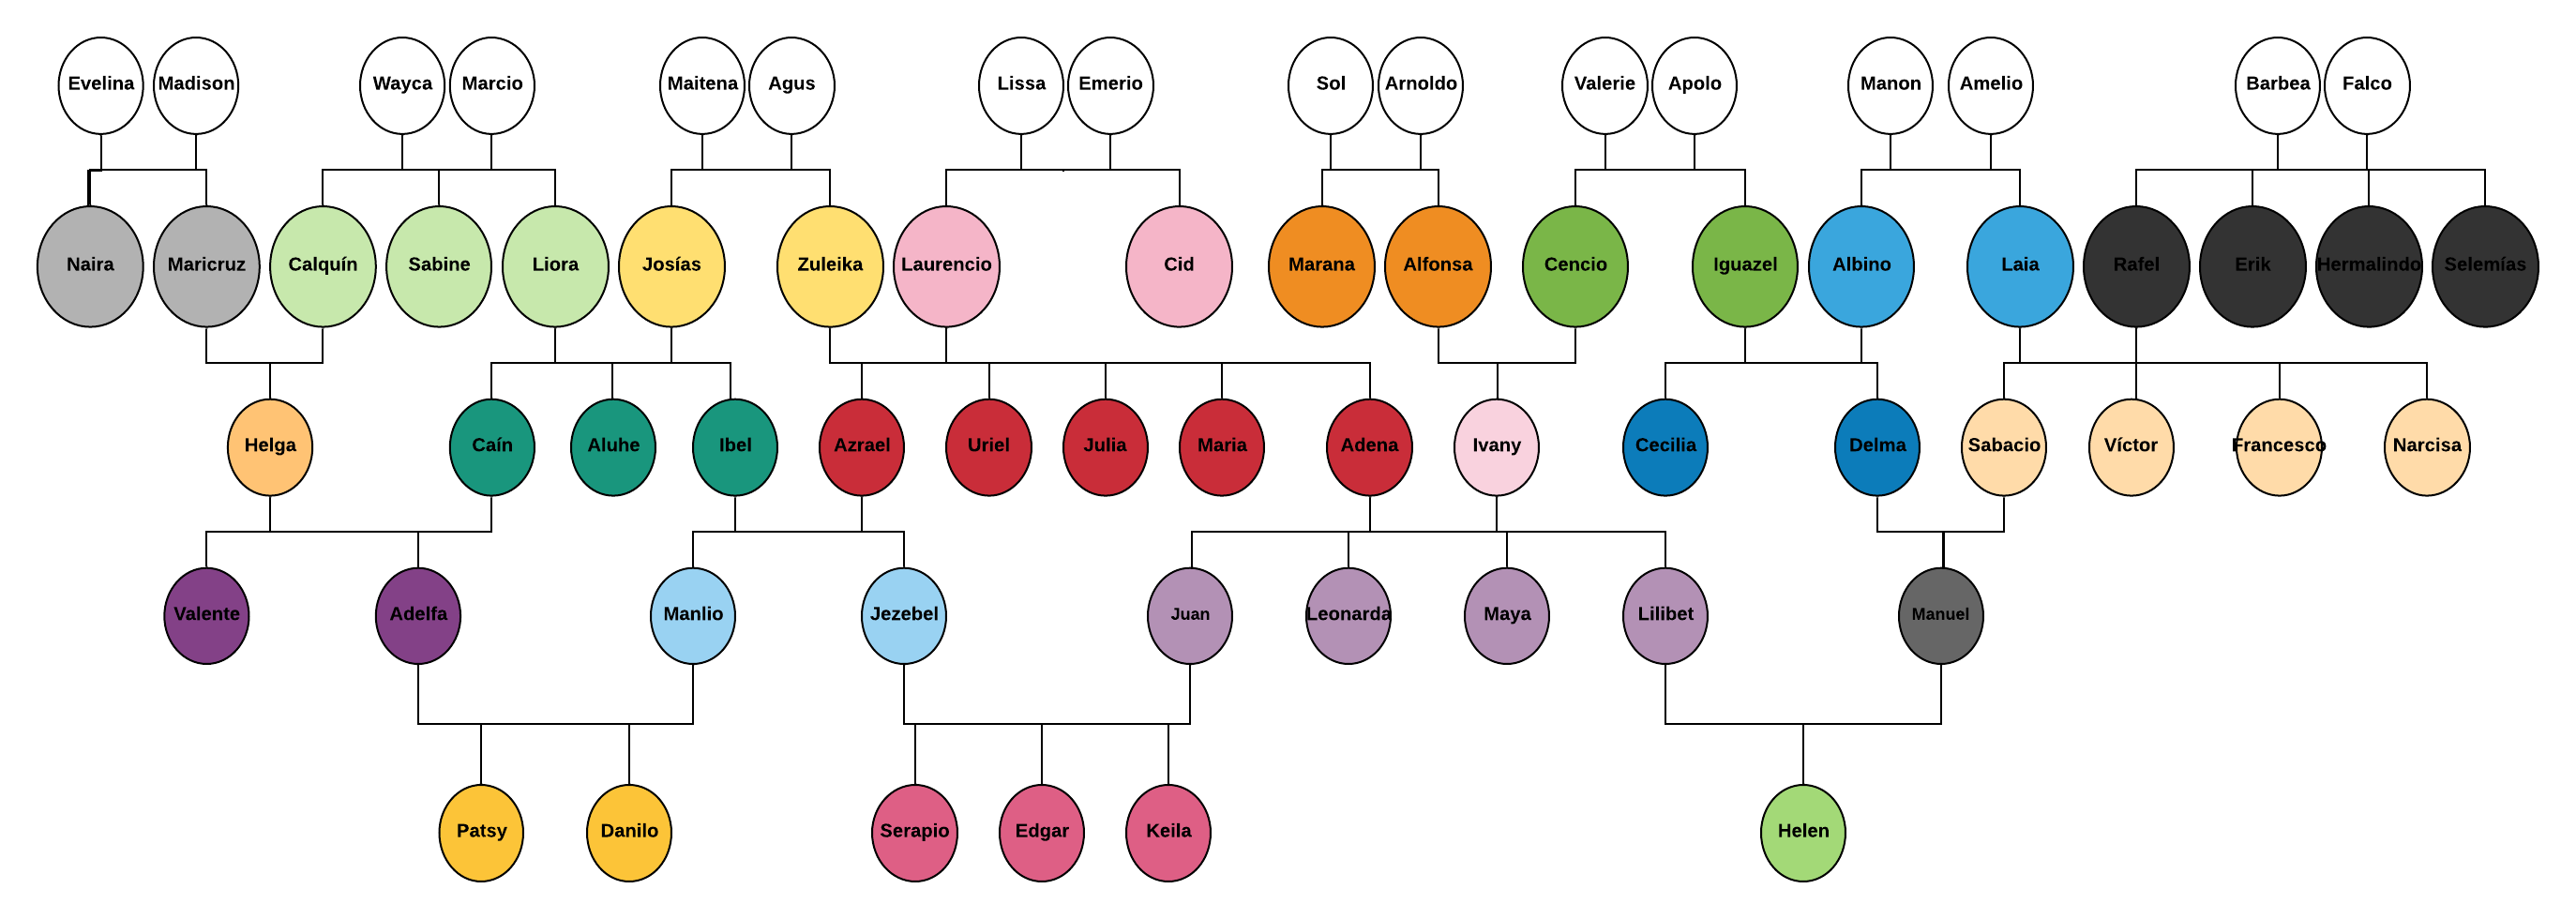 Evelina
Madison
Wayca
Marcio
Maitena
Agus
Lissa
Emerio
Sol
Arnoldo
Valerie
Apolo
Manon
Amelio
Barbea
Falco
Naira
Maricruz
Calquín
Sabine
Liora
Josías
Zuleika
Laurencio
Cid
Marana
Alfonsa
Cencio
Iguazel
Albino
Laia
Rafel
Erik
Hermalindo
Selemías
Helga
Caín
Aluhe
Ibel
Azrael
Uriel
Julia
Maria
Adena
Ivany
Cecilia
Delma
Sabacio
Víctor
Francesco
Narcisa
Valente
Adelfa
Manlio
Jezebel
Juan
Leonarda
Maya
Lilibet
Manuel
Patsy
Danilo
Serapio
Edgar
Keila
Helen